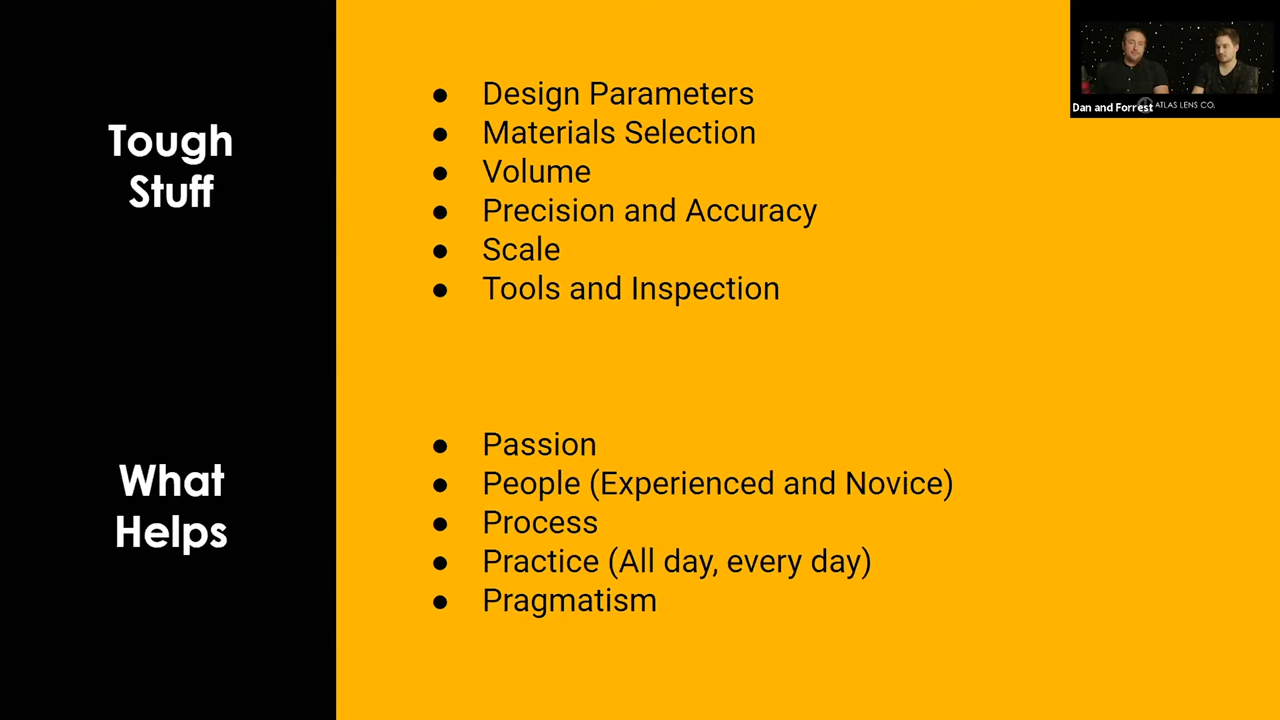 Tough
Stuff
Design Parameters
Materials Selection
Volume
Precision and Accuracy
Scale
Tools and Inspection
What
Helps
Passion
People (Experienced and Novice)
Process
Practice (All day, every day)
Pragmatism
Dan and Forrest
ATLAS LENS CO.